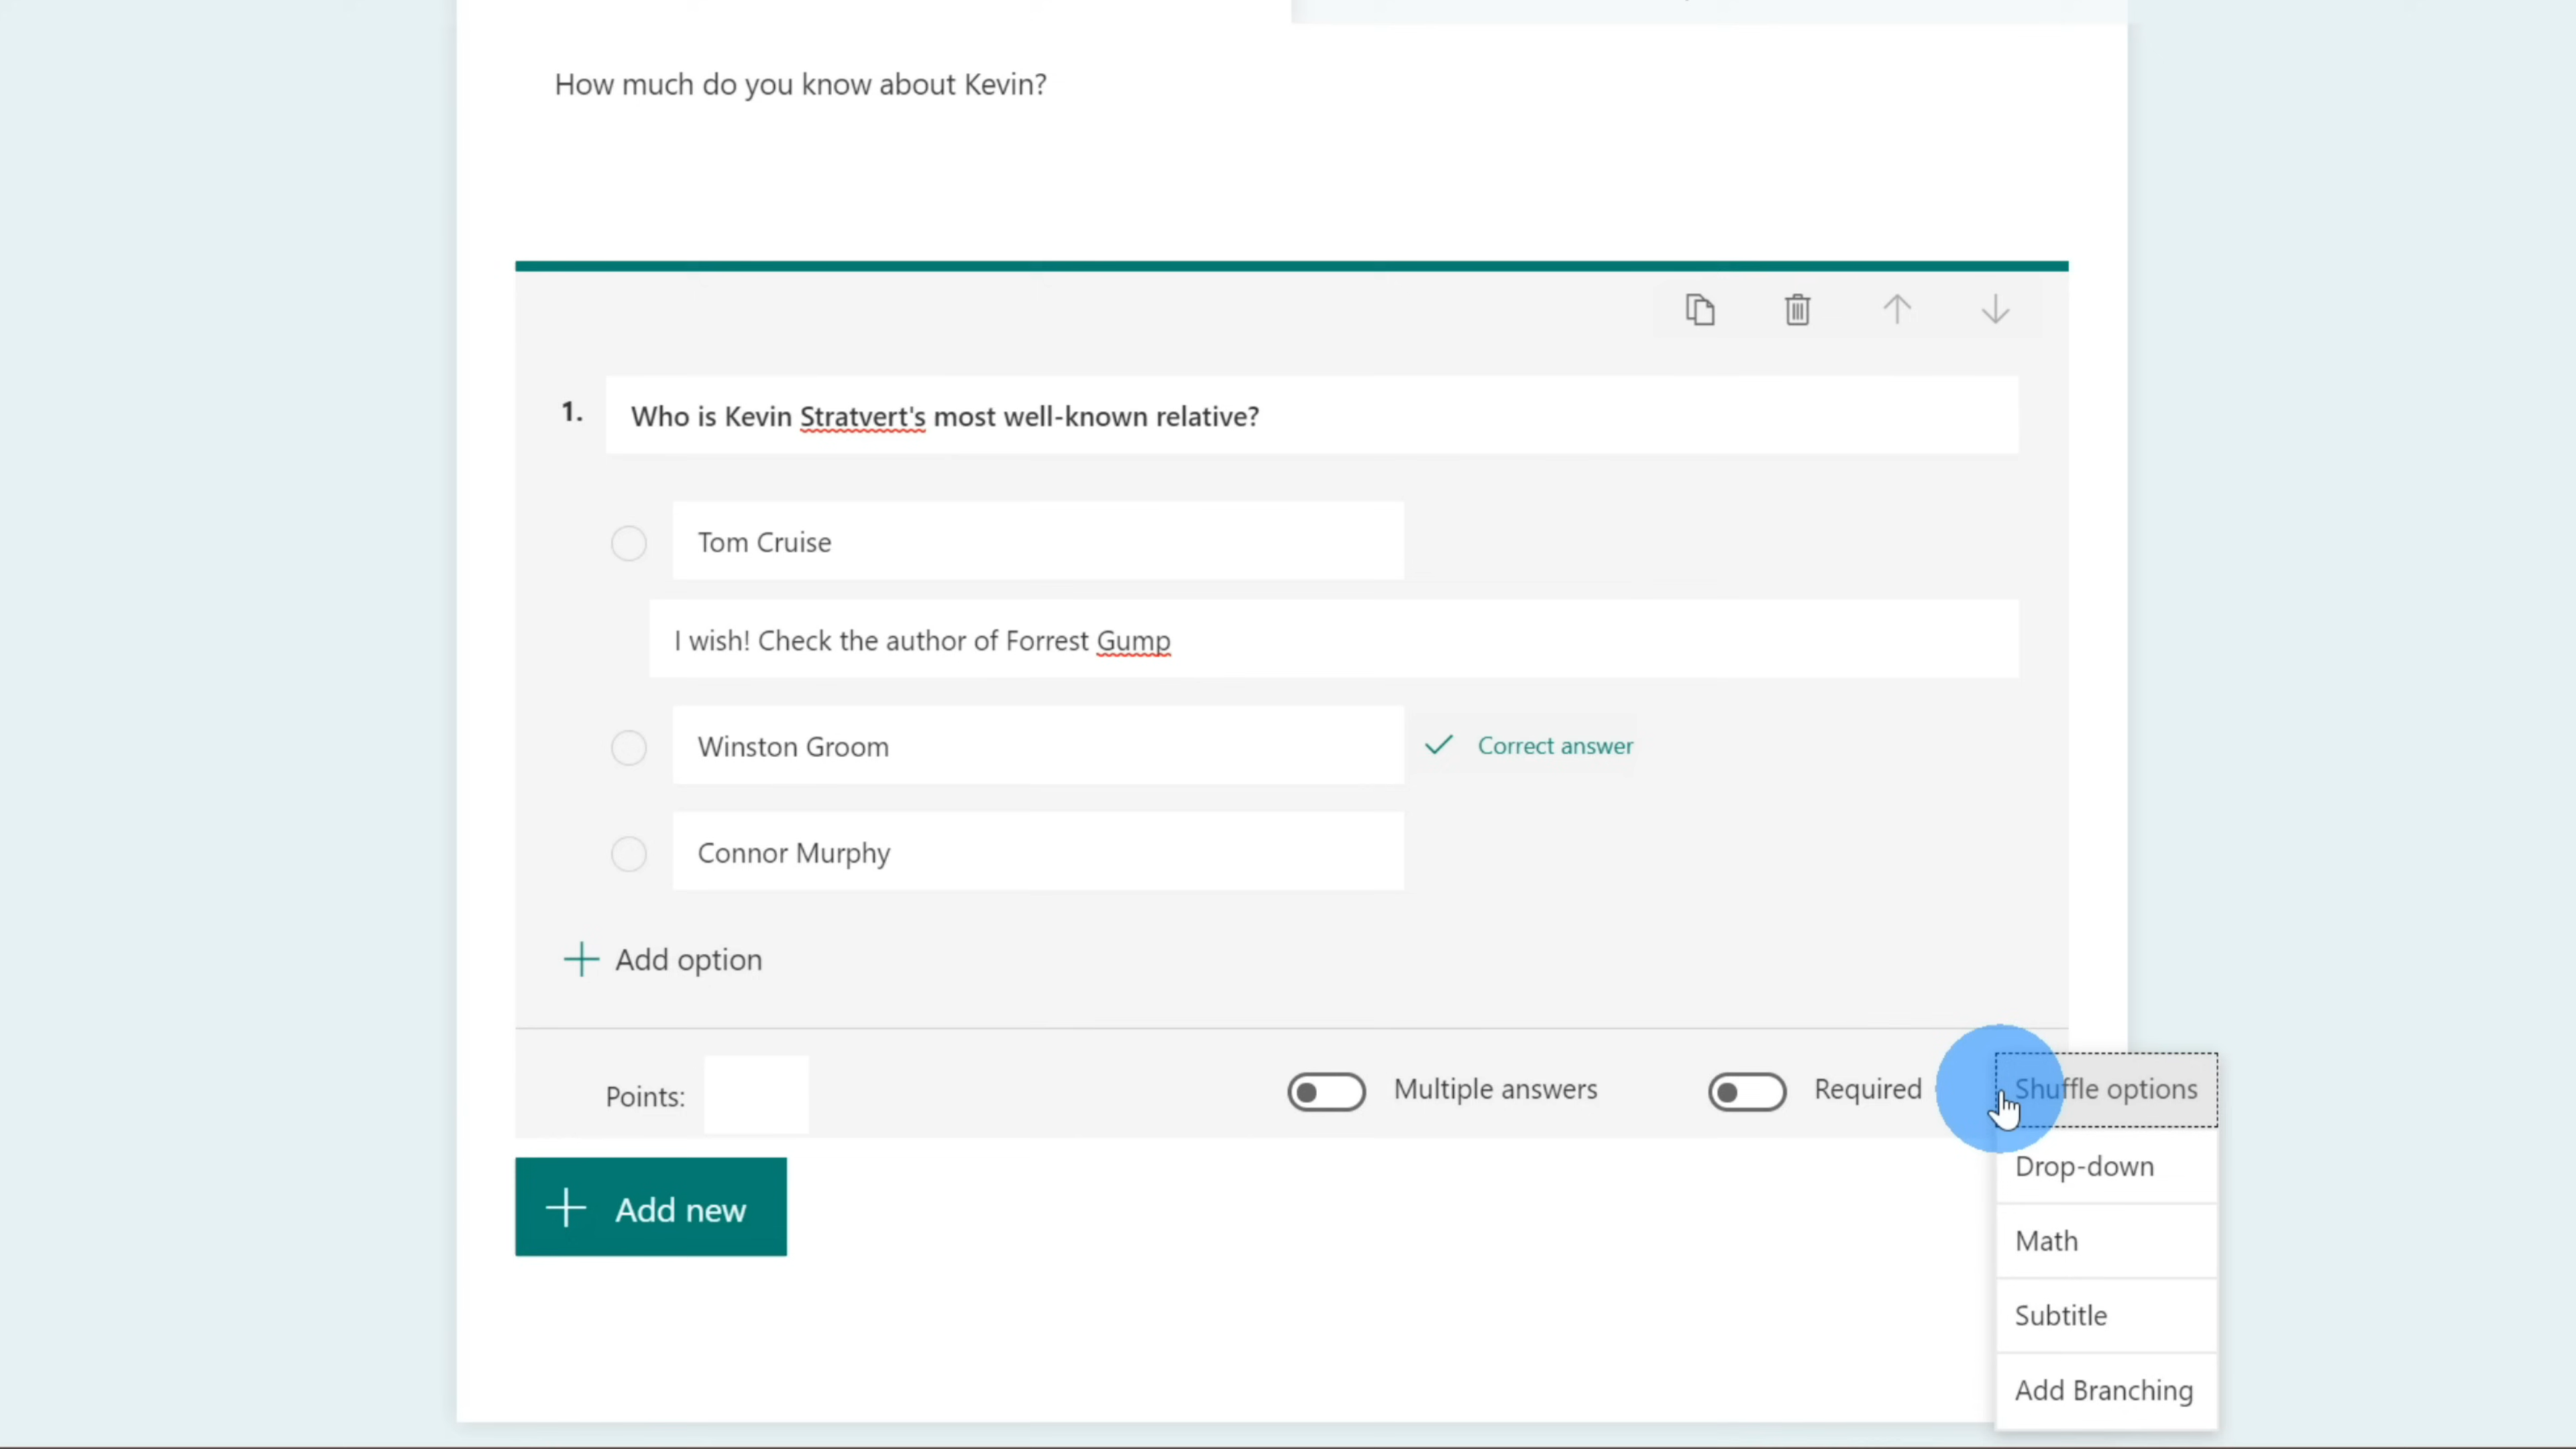 How much do you know about Kevin?
1. Who is Kevin Stratvert's most well-known relative?
Tom Cruise
I wish! Check the author of Forrest Gump
Winston Groom Correct answer
Connor Murphy
Add option
Points: Multiple answers Required Shuffle options
Drop-down
Add new
Math
Subtitle
Add Branching